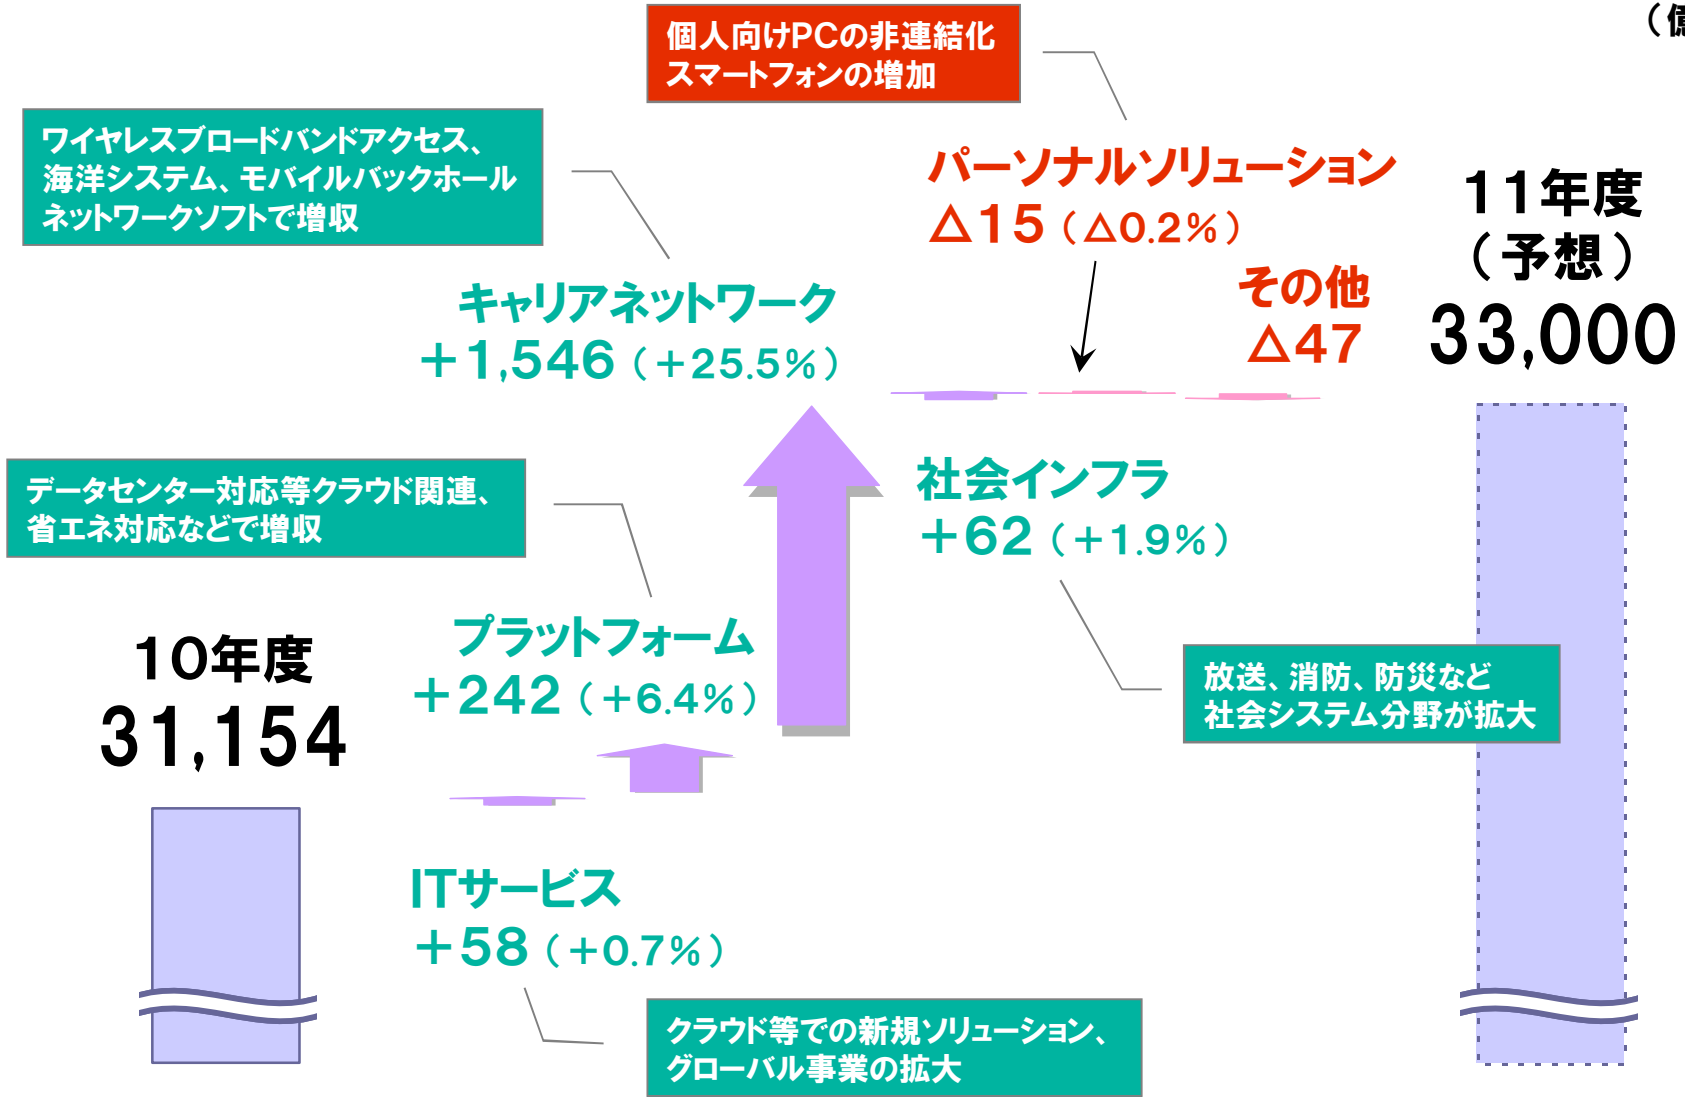 （億
個人向けPCの非連結化
スマートフォンの増加
ワイヤレスブロードバンドアクセス、
海洋システム、モバイルバックホール
ネットワークソフトで増収
パーソナルソリューション
△15（△0.2％）
11年度
（予想）
33,000
その他
△47
キャリアネットワーク
＋1,546（＋25.5％）
データセンター対応等クラウド関連、
省エネ対応などで増収
社会インフラ
＋62（＋1.9％）
プラットフォーム
＋242（＋6.4％）
10年度
31,154
放送、消防、防災など
社会システム分野が拡大
ITサービス
＋58（＋0.7％）
クラウド等での新規ソリューション、
グローバル事業の拡大